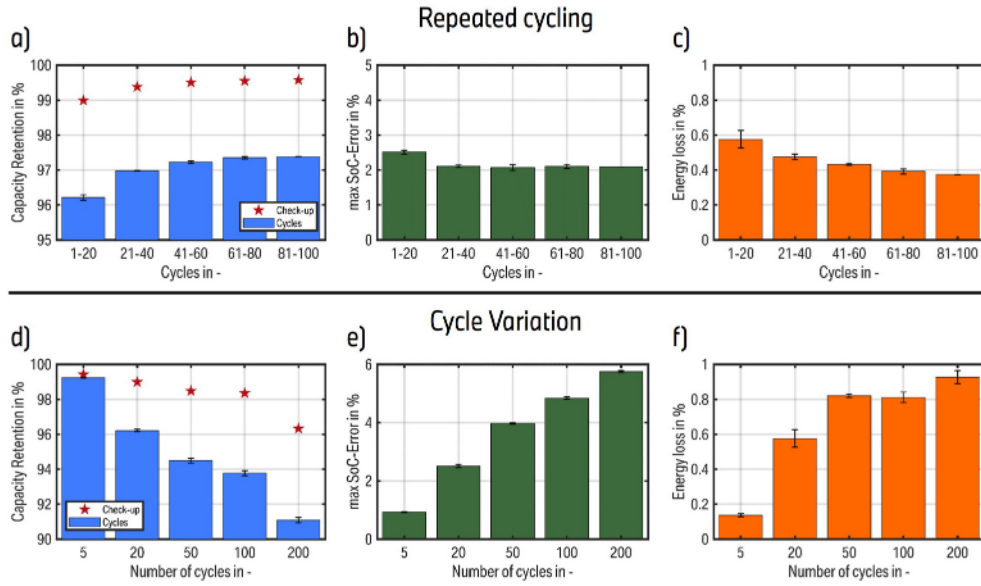 Repeated cycling
a)
b)
c)
Capacity Retention in %
100
99
98
97
96
95
Check-up
Cycles
1-20 21-40 41-60 61-80 81-100
Cycles in -
max SoC-Error in %
5
4
3
2
1
0
1-20 21-40 41-60 61-80 81-100
Cycles in -
Energy loss in %
1
0.8
0.6
0.4
0.2
0
1-20 21-40 41-60 61-80 81-100
Cycles in -
Cycle Variation
d)
e)
f)
Capacity Retention in %
100
98
96
94
92
90
Check-up
Cycles
5 20 50 100 200
Number of cycles in -
max SoC-Error in %
6
4
2
0
5 20 50 100 200
Number of cycles in -
Energy loss in %
1
0.8
0.6
0.4
0.2
0
5 20 50 100 200
Number of cycles in -